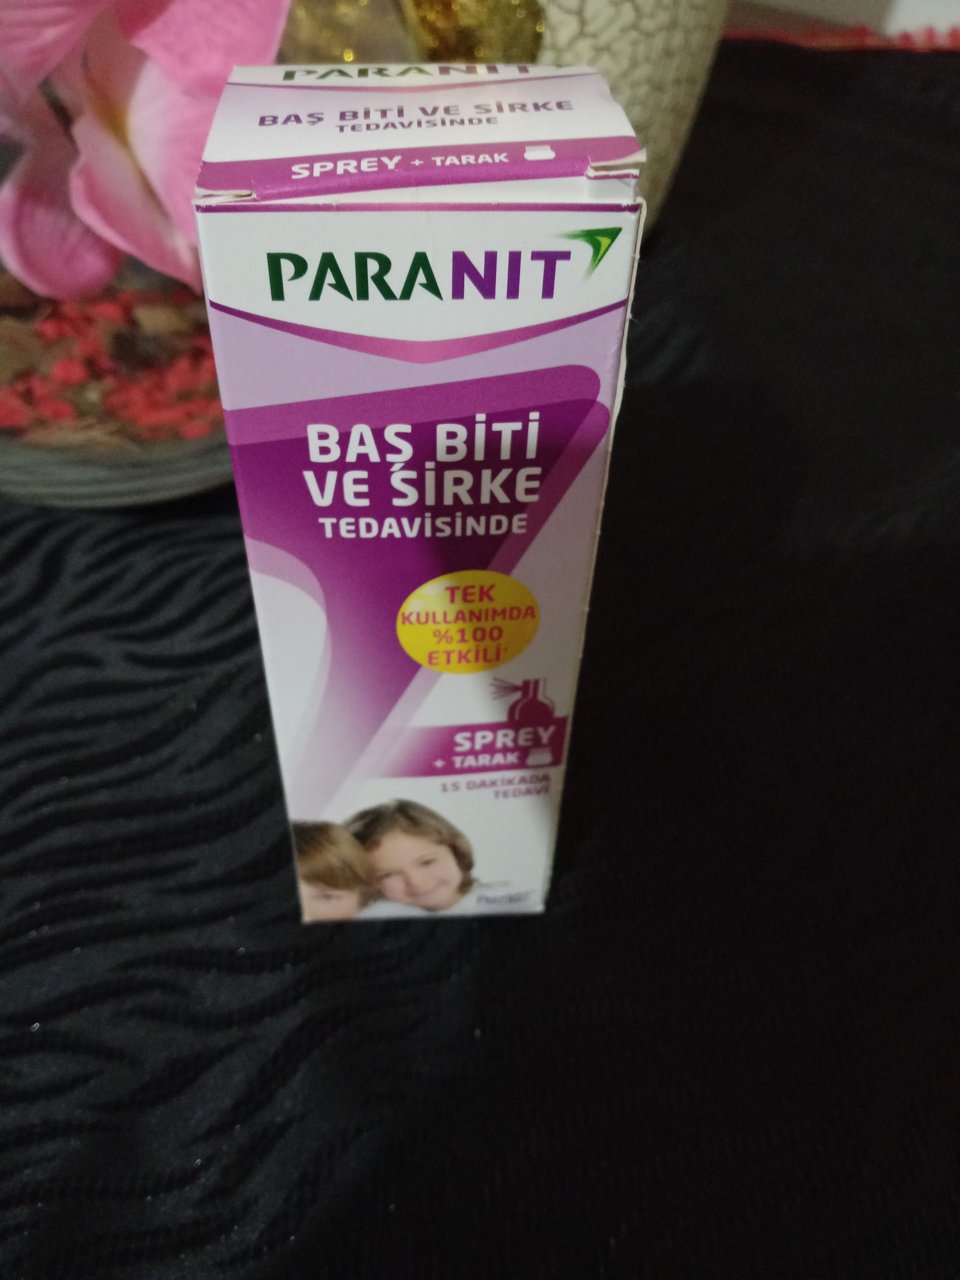 PARANIT
BAŞ BİTİ VE SİRKE
TEDAVİSİNDE
SPREY + TARAK
PARANIT
BAŞ BİTİ
VE SİRKE
TEDAVİSİNDE
TEK
KULLANIMDA
%100
ETKİLİ*
SPREY
+ TARAK
15 DAKİKADA
TEDAVİ